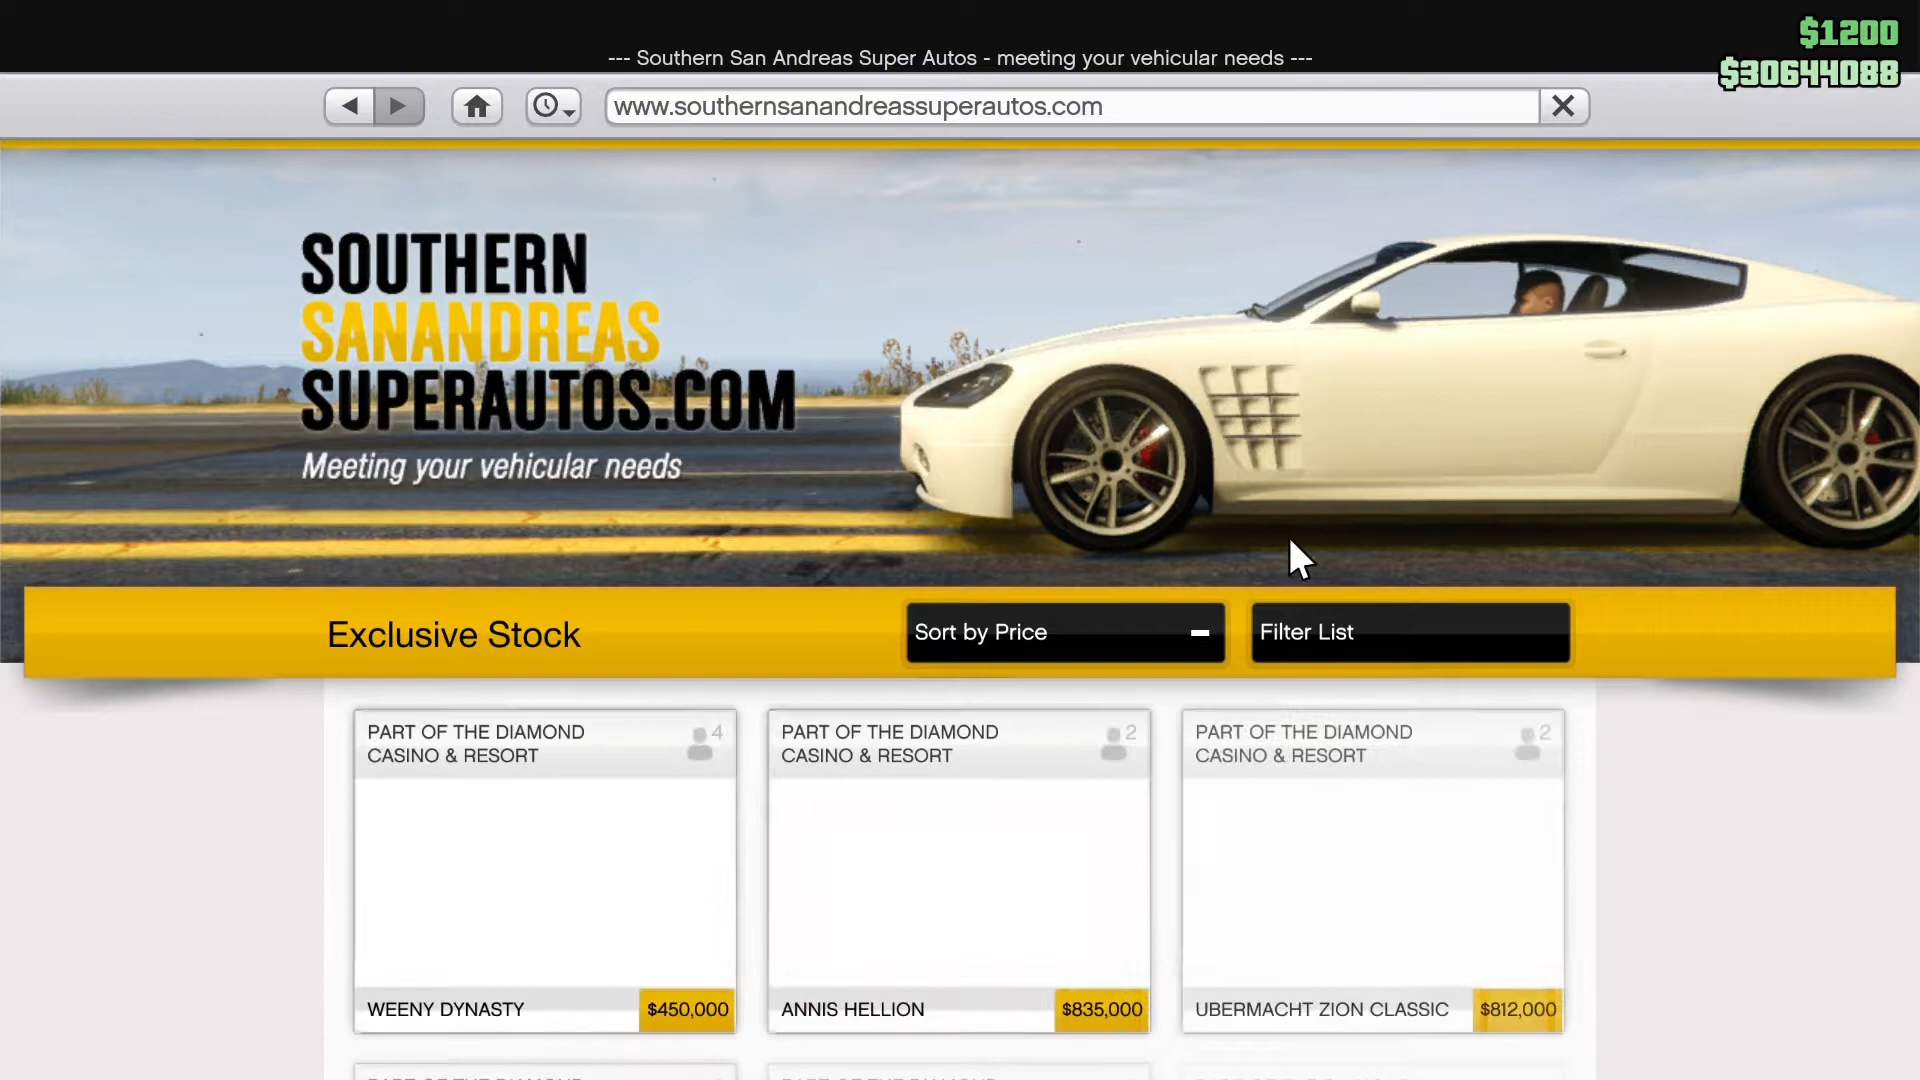 $1200
--- Southern San Andreas Super Autos - meeting your vehicular needs ---
$30644088
www.southernsanandreassuperautos.com
SOUTHERN
SANANDREAS
SUPERAUTOS.COM
Meeting your vehicular needs
Exclusive Stock
Sort by Price
Filter List
PART OF THE DIAMOND
CASINO & RESORT
4
PART OF THE DIAMOND
CASINO & RESORT
2
PART OF THE DIAMOND
CASINO & RESORT
2
WEENY DYNASTY
$450,000
ANNIS HELLION
$835,000
UBERMACHT ZION CLASSIC
$812,000